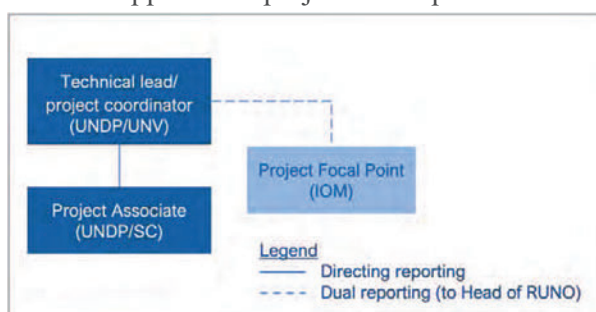 Technical lead/
project coordinator
(UNDP/UNV)
Project Focal Point
(IOM)
Project Associate
(UNDP/SC)
Legend
Directing reporting
Dual reporting (to Head of RUNO)